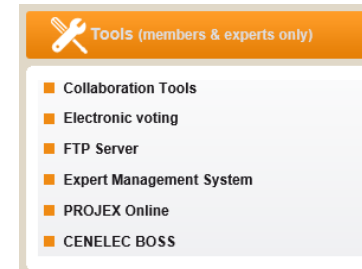 Tools (members & experts only)
Collaboration Tools
Electronic voting
FTP Server
Expert Management System
PROJEX Online
CENELEC BOSS